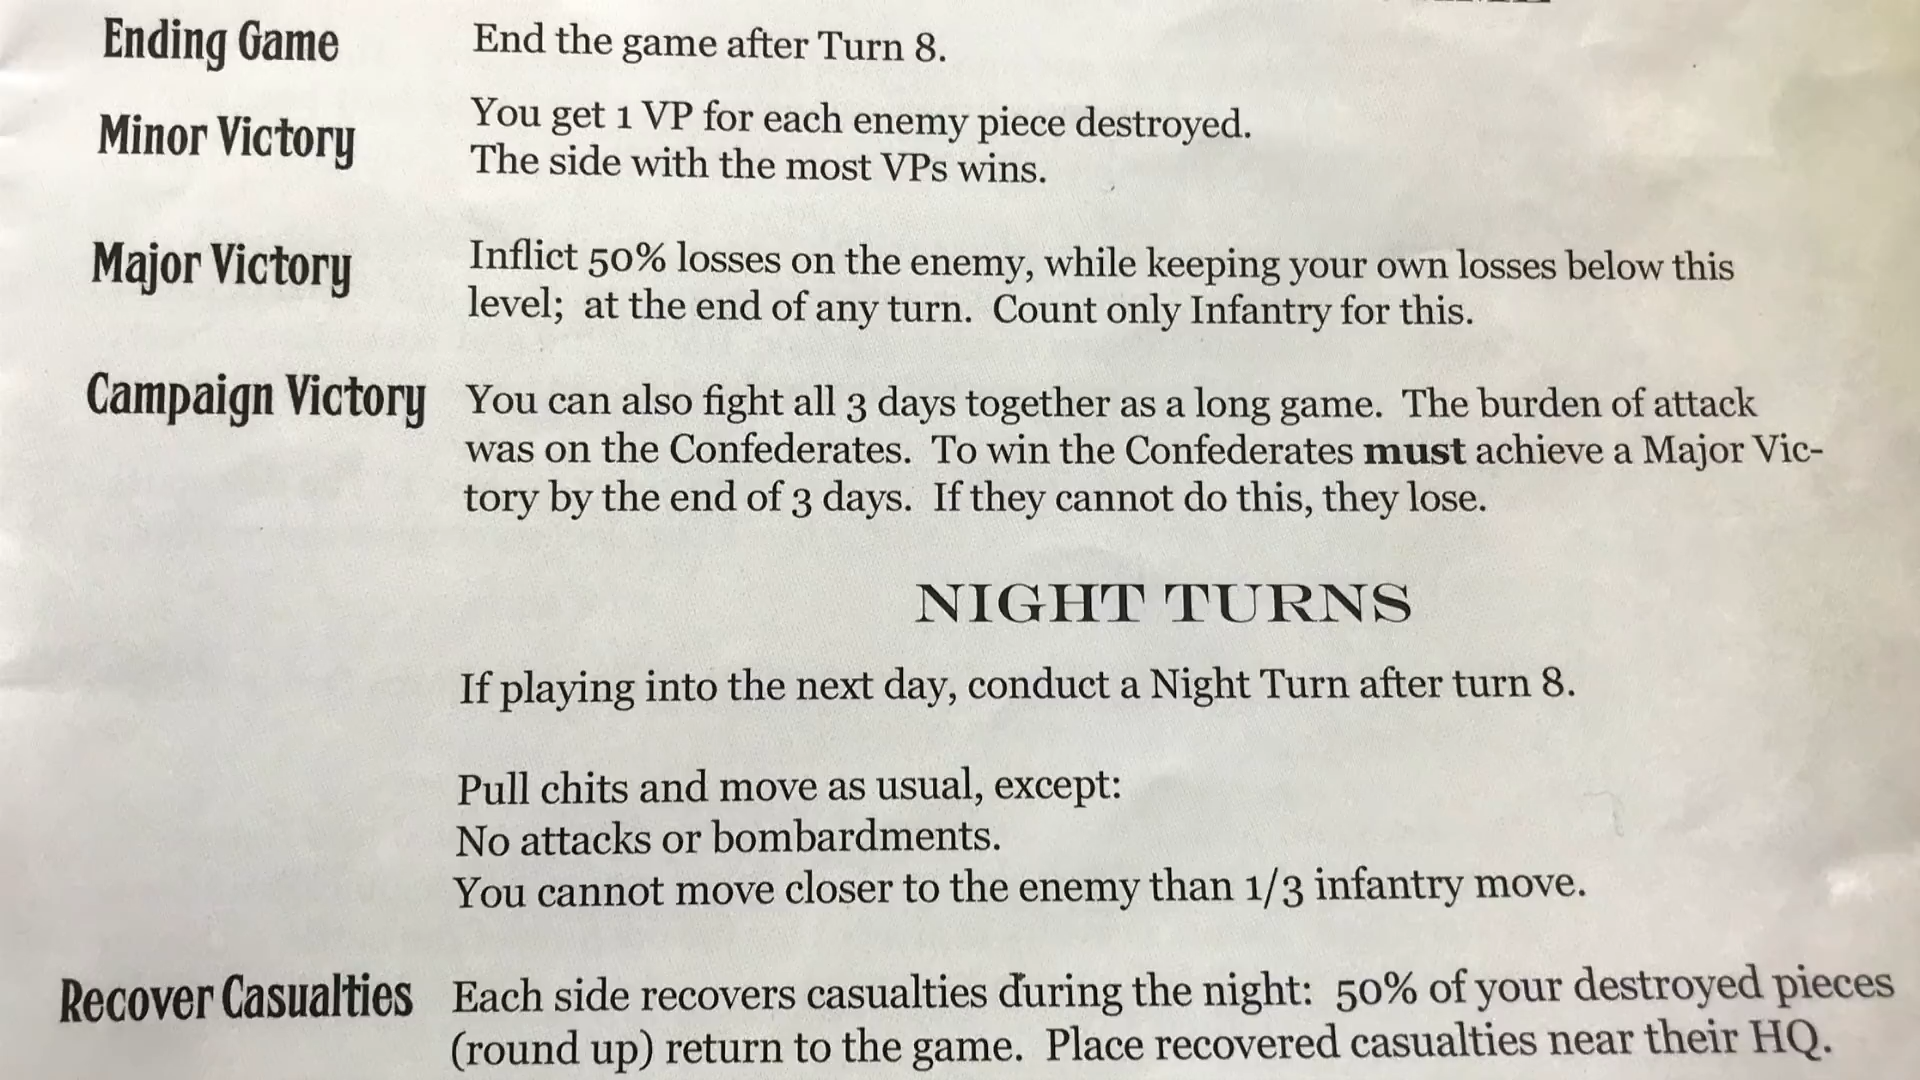 Ending Game
End the game after Turn 8.
Minor Victory
You get 1 VP for each enemy piece destroyed.
The side with the most VPs wins.
Major Victory
Inflict 50% losses on the enemy, while keeping your own losses below this
level; at the end of any turn. Count only Infantry for this.
Campaign Victory
You can also fight all 3 days together as a long game. The burden of attack
was on the Confederates. To win the Confederates must achieve a Major Vic-
tory by the end of 3 days. If they cannot do this, they lose.
NIGHT TURNS
If playing into the next day, conduct a Night Turn after turn 8.
Pull chits and move as usual, except:
No attacks or bombardments.
You cannot move closer to the enemy than 1/3 infantry move.
Recover Casualties
Each side recovers casualties during the night: 50% of your destroyed pieces
(round up) return to the game. Place recovered casualties near their HQ.